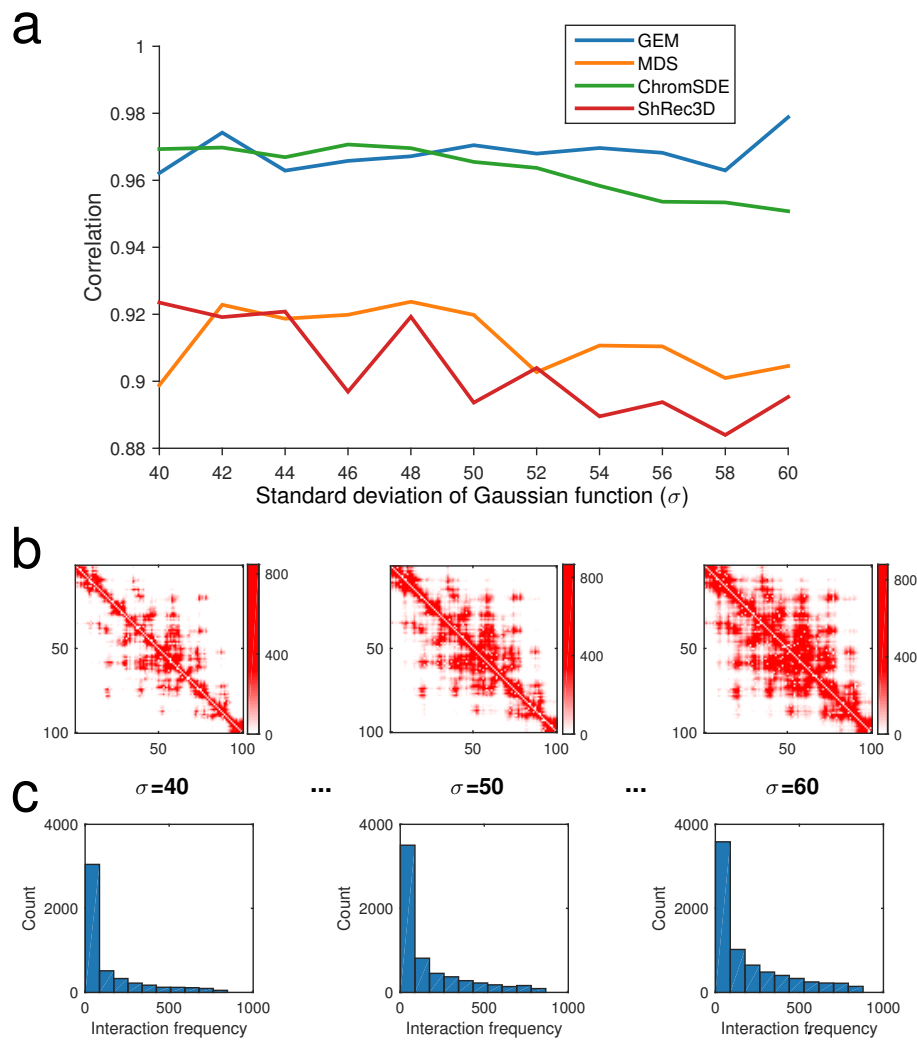 a
1
0.98
0.96
0.94
0.92
0.9
0.88
Correlation
GEM
MDS
ChromSDE
ShRec3D
40 42 44 46 48 50 52 54 56 58 60
Standard deviation of Gaussian function (σ)
b
50
100
50 100
800
400
0
50
100
50 100
800
400
0
50
100
50 100
800
400
0
c
σ=40 ... σ=50 ... σ=60
4000
2000
0
Count
0 500 1000
Interaction frequency
4000
2000
0
Count
0 500 1000
Interaction frequency
4000
2000
0
Count
0 500 1000
Interaction frequency